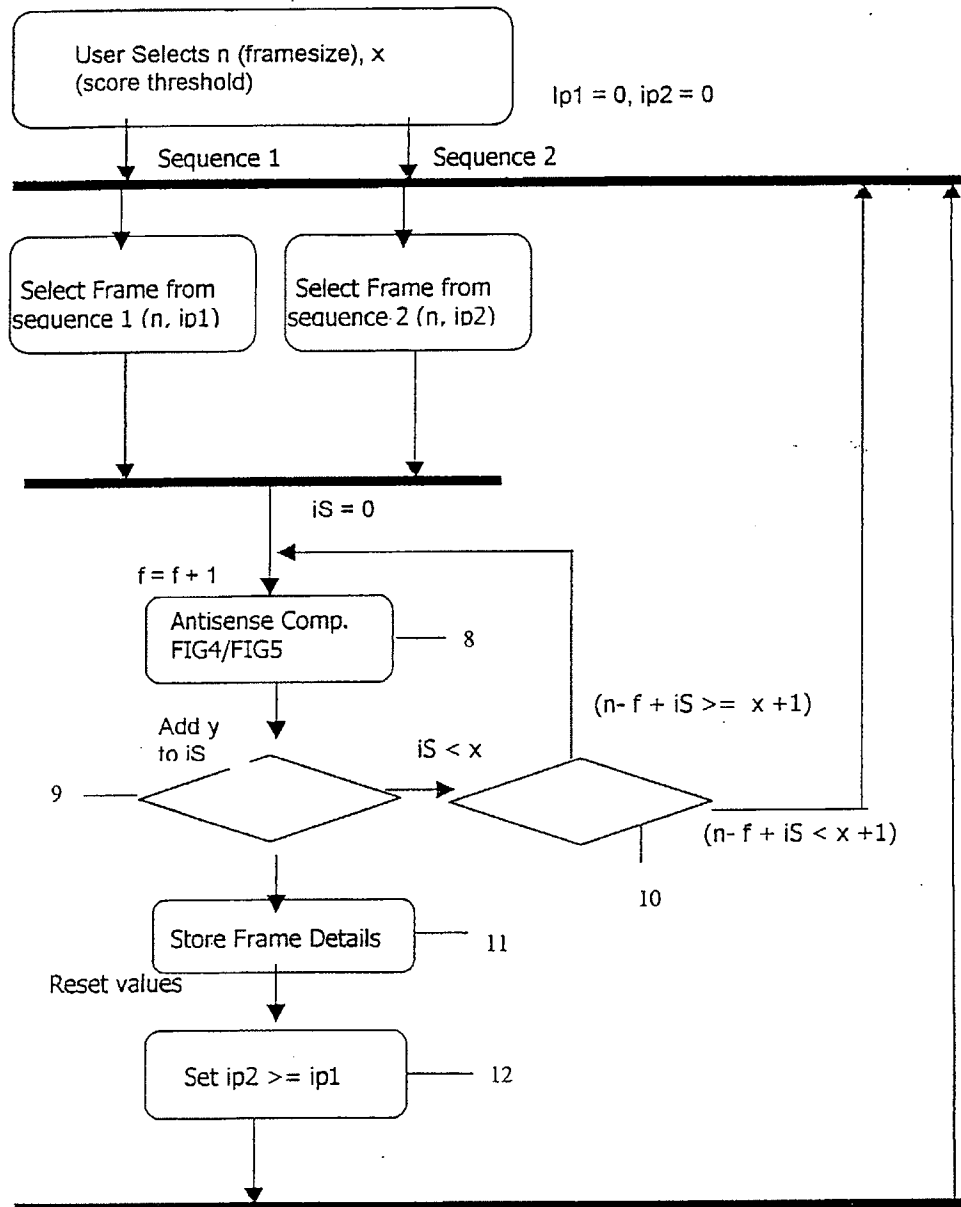 User Selects n (framesize), x
(score threshold)
Ip1 = 0, ip2 = 0
Sequence 1
Sequence 2
Select Frame from
sequence 1 (n, ip1)
Select Frame from
sequence 2 (n, ip2)
iS = 0
f = f + 1
Antisense Comp.
FIG4/FIG5
8
Add y
to iS
(n- f + iS >= x +1)
iS < x
9
(n- f + iS < x +1)
10
Store Frame Details
11
Reset values
Set ip2 >= ip1
12